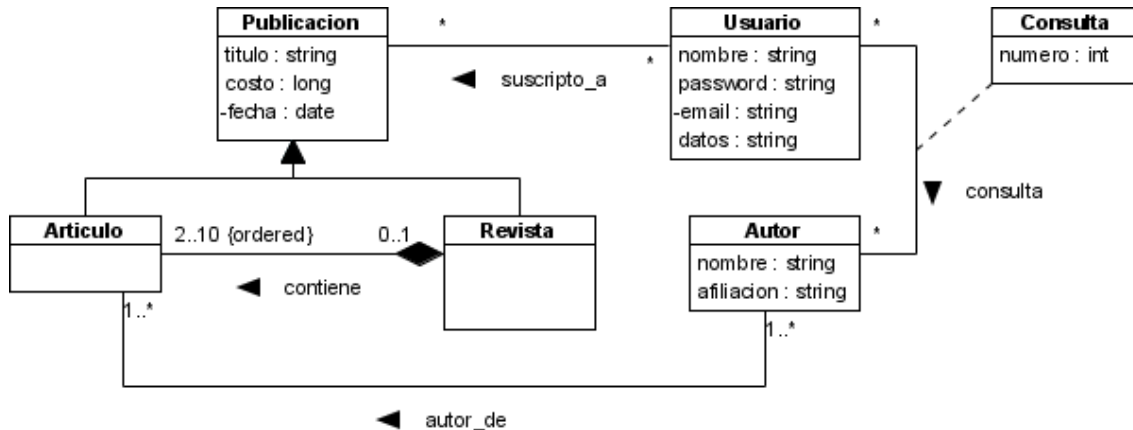 Publicacion
titulo : string
costo : long
-fecha : date
*
*
suscripto_a
Usuario
nombre : string
password : string
-email : string
datos : string
*
Consulta
numero : int
consulta
Articulo
2..10 {ordered}
0..1
contiene
Revista
Autor
nombre : string
afiliacion : string
*
1..*
1..*
autor_de